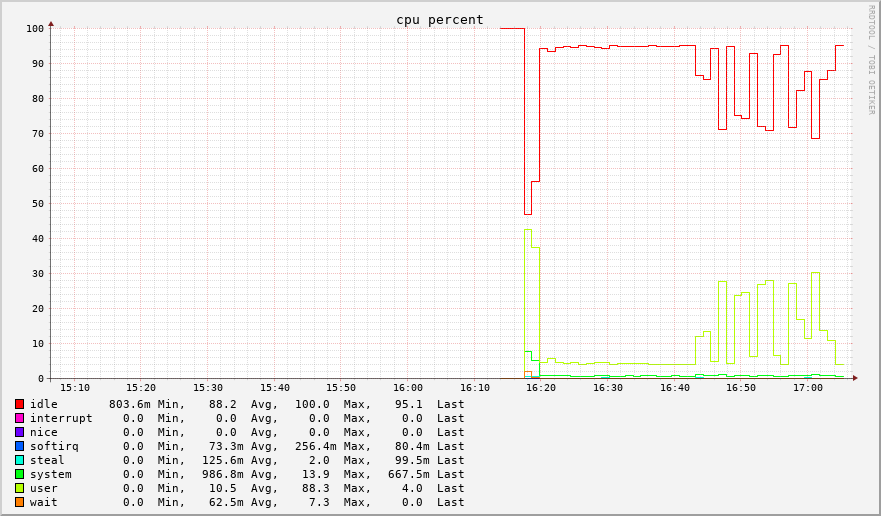 cpu percent
RRDTOOL / TOBI OETIKER
100
90
80
70
60
50
40
30
20
10
0
15:10 15:20 15:30 15:40 15:50 16:00 16:10 16:20 16:30 16:40 16:50 17:00
idle 803.6m Min, 88.2 Avg, 100.0 Max, 95.1 Last
interrupt 0.0 Min, 0.0 Avg, 0.0 Max, 0.0 Last
nice 0.0 Min, 0.0 Avg, 0.0 Max, 0.0 Last
softirq 0.0 Min, 73.3m Avg, 256.4m Max, 80.4m Last
steal 0.0 Min, 125.6m Avg, 2.0 Max, 99.5m Last
system 0.0 Min, 986.8m Avg, 13.9 Max, 667.5m Last
user 0.0 Min, 10.5 Avg, 88.3 Max, 4.0 Last
wait 0.0 Min, 62.5m Avg, 7.3 Max, 0.0 Last